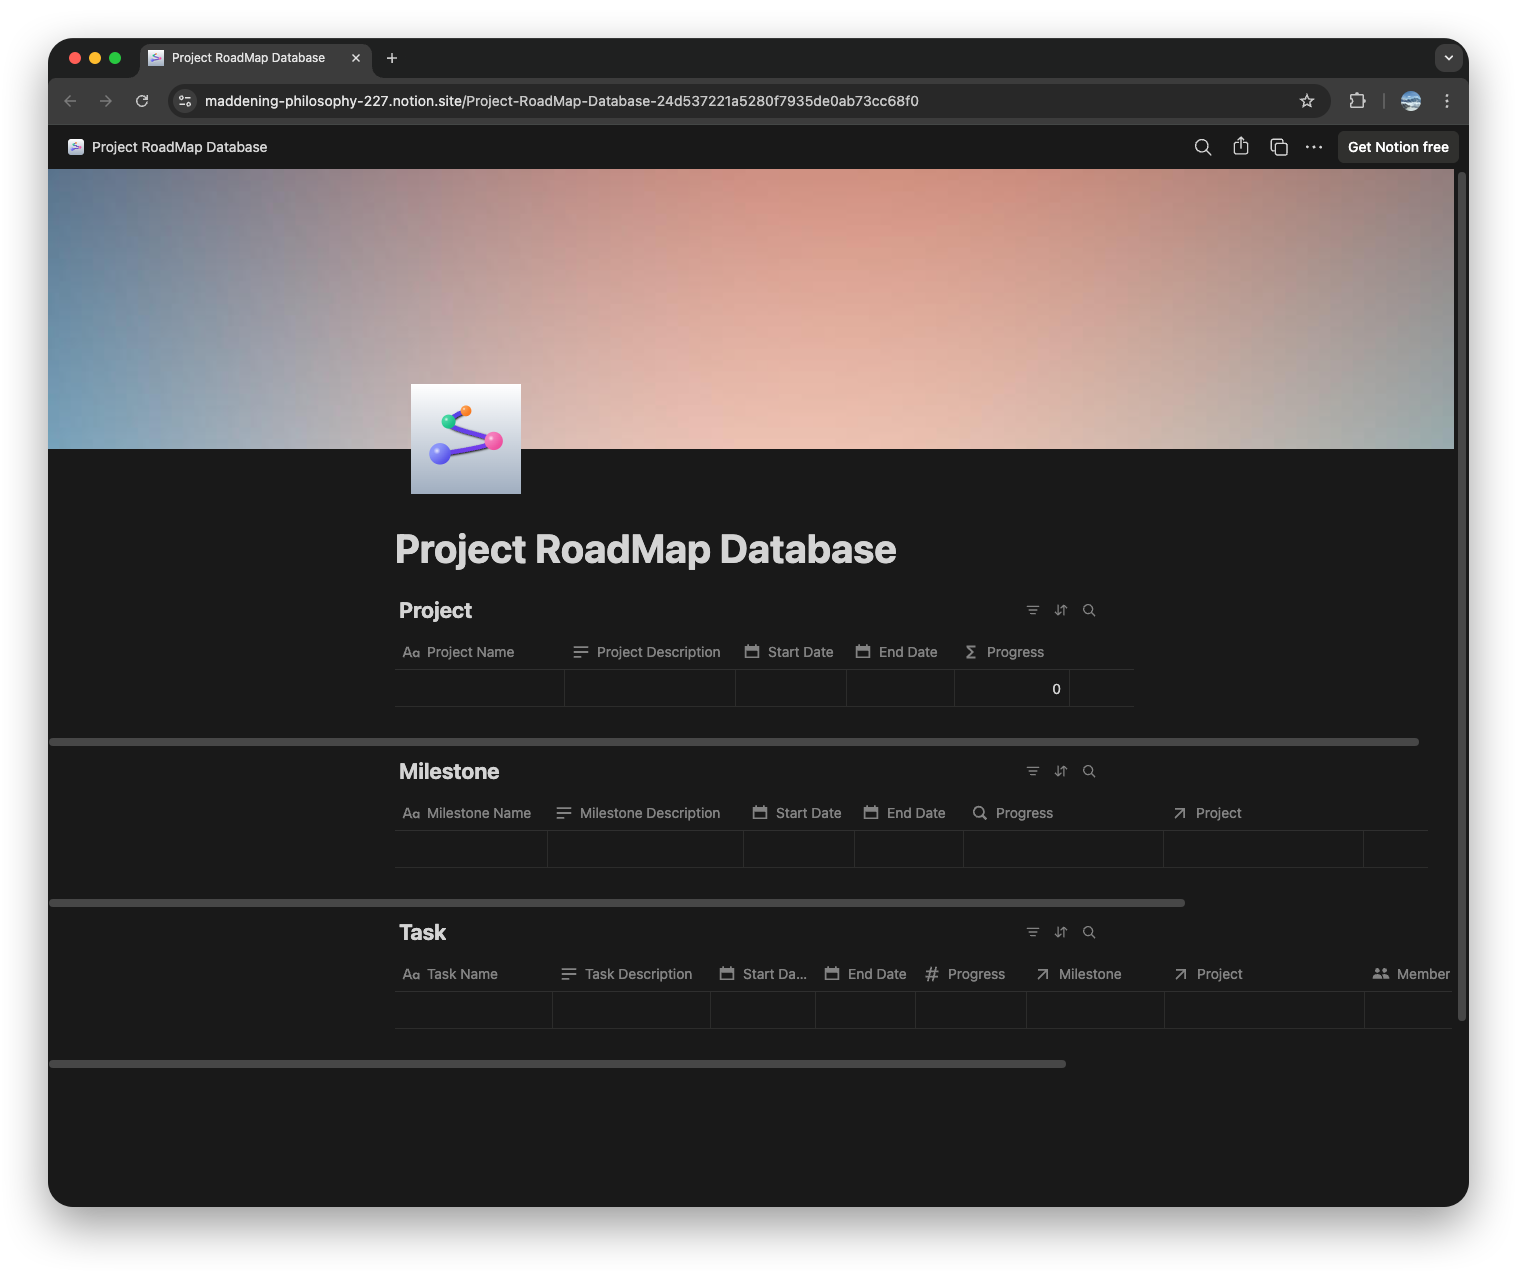 Project RoadMap Database
maddening-philosophy-227.notion.site/Project-RoadMap-Database-24d537221a5280f7935de0ab73cc68f0
Project RoadMap Database
Get Notion free
Project RoadMap Database
Project
Aa Project Name Project Description Start Date End Date Σ Progress
0
Milestone
Aa Milestone Name Milestone Description Start Date End Date Progress Project
Task
Aa Task Name Task Description Start Da... End Date # Progress Milestone Project Member